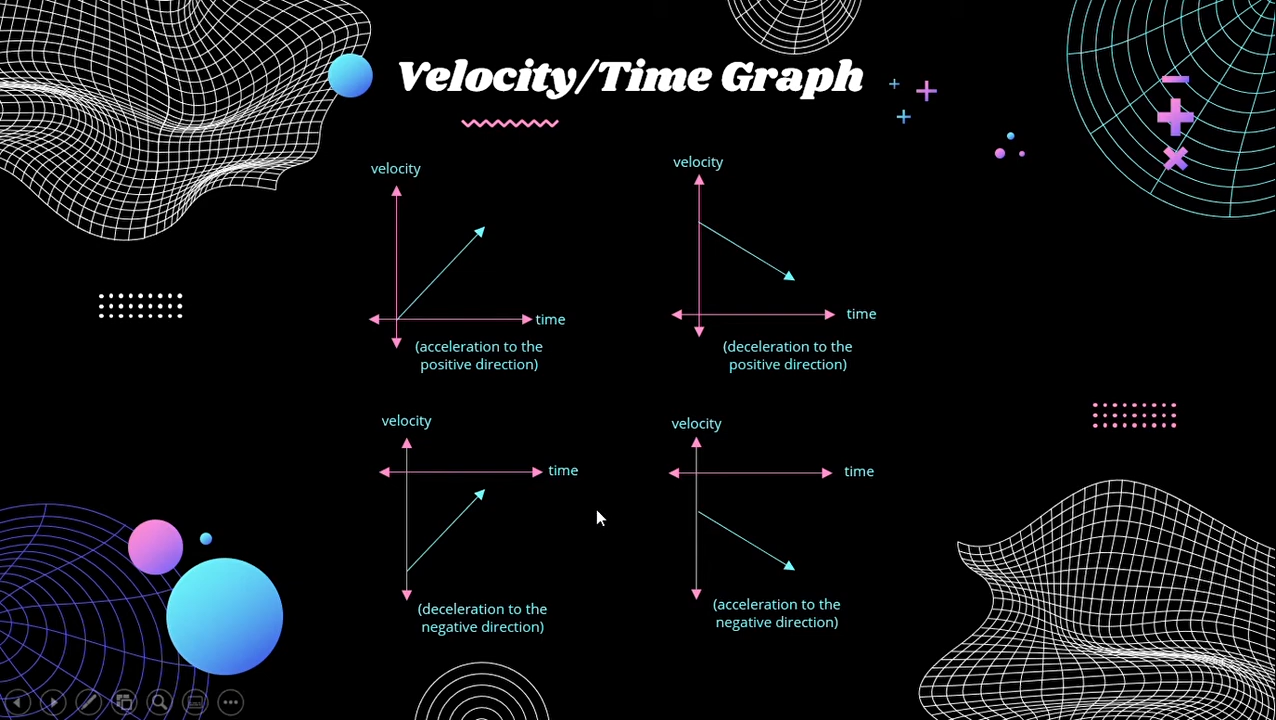 Velocity/Time Graph
velocity
time
(acceleration to the
positive direction)
velocity
time
(deceleration to the
positive direction)
velocity
time
(deceleration to the
negative direction)
velocity
time
(acceleration to the
negative direction)